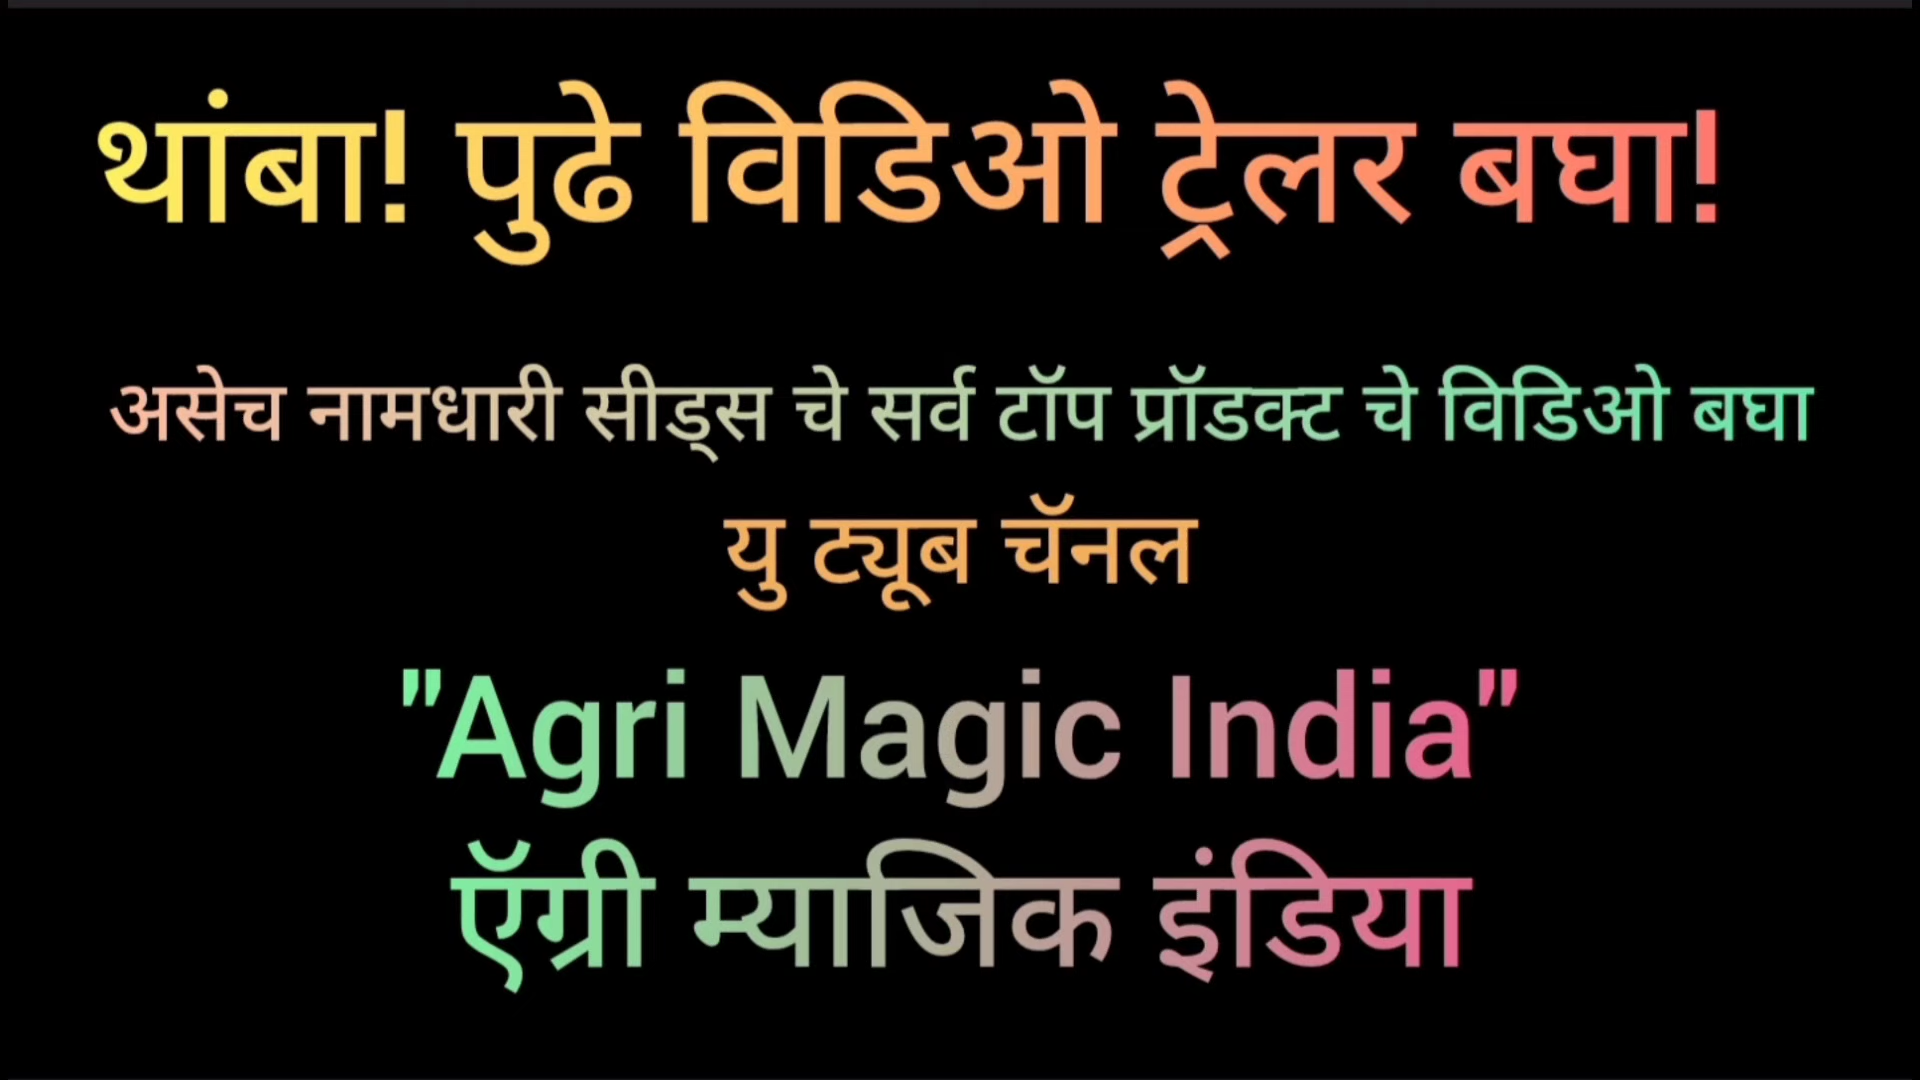 थांबा! पुढे विडिओ ट्रेलर बघा!
असेच नामधारी सीड्स चे सर्व टॉप प्रॉडक्ट चे विडिओ बघा
यु ट्यूब चॅनल
"Agri Magic India"
ऍग्री म्याजिक इंडिया